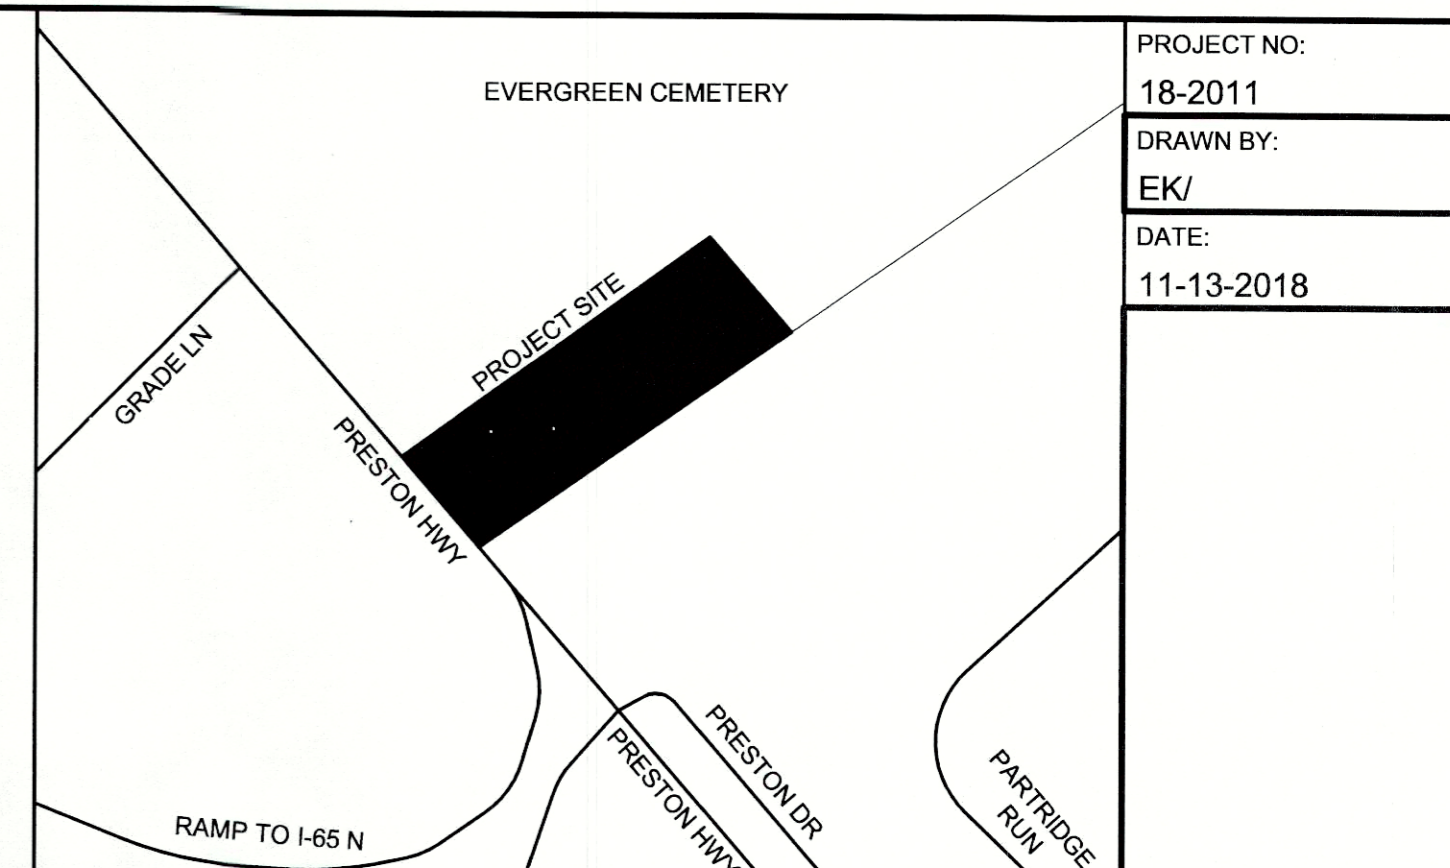 EVERGREEN CEMETERY
PROJECT NO:
18-2011
DRAWN BY:
EK/
DATE:
11-13-2018
PROJECT SITE
GRADE LN
PRESTON HWY
PRESTON DR
PRESTON HWY
PARTRIDGE
RUN
RAMP TO I-65 N